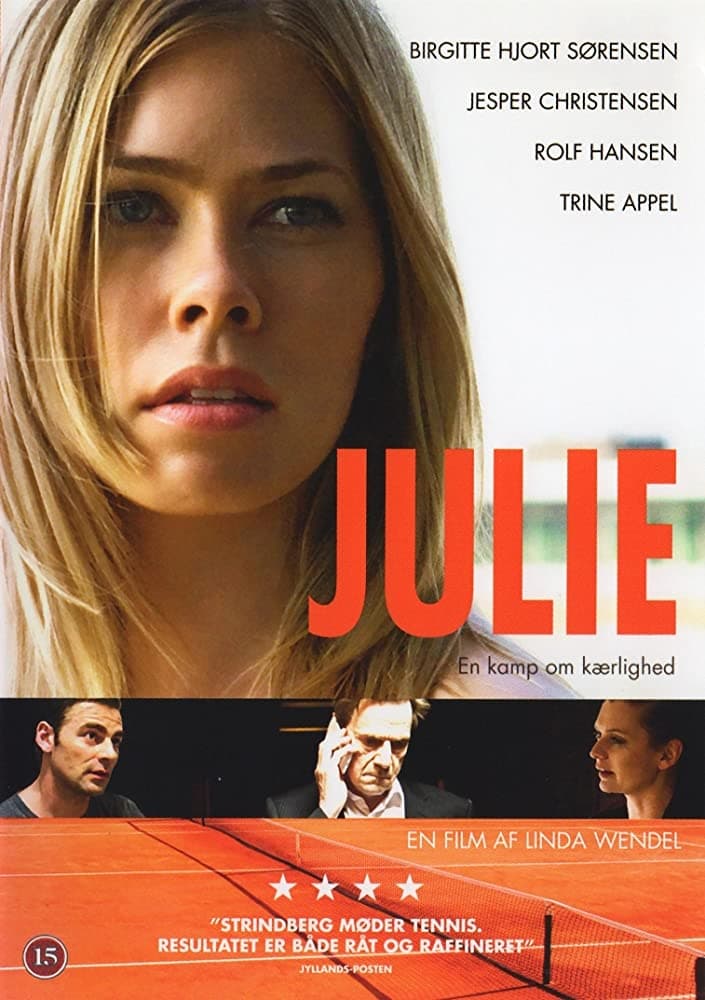 BIRGITTE HJORT SØRENSEN
JESPER CHRISTENSEN
ROLF HANSEN
TRINE APPEL
JULIE
En kamp om kærlighed
EN FILM AF LINDA WENDEL
"STRINDBERG MØDER TENNIS.
RESULTATET ER BÅDE RÅT OG RAFFINERET"
JYLLANDS-POSTEN
15